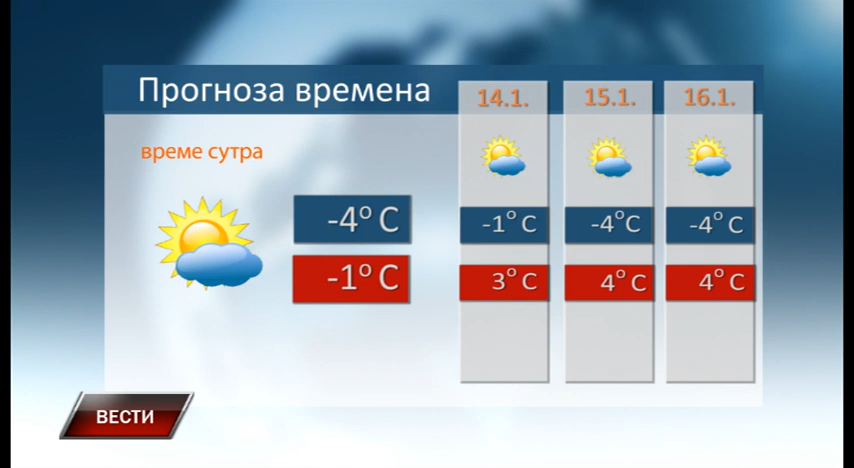 Прогноза времена
време сутра
-4° C
-1° C
14.1.
15.1.
16.1.
-1° C
-4°C
-4° C
3° C
4° C
4° C
ВЕСТИ